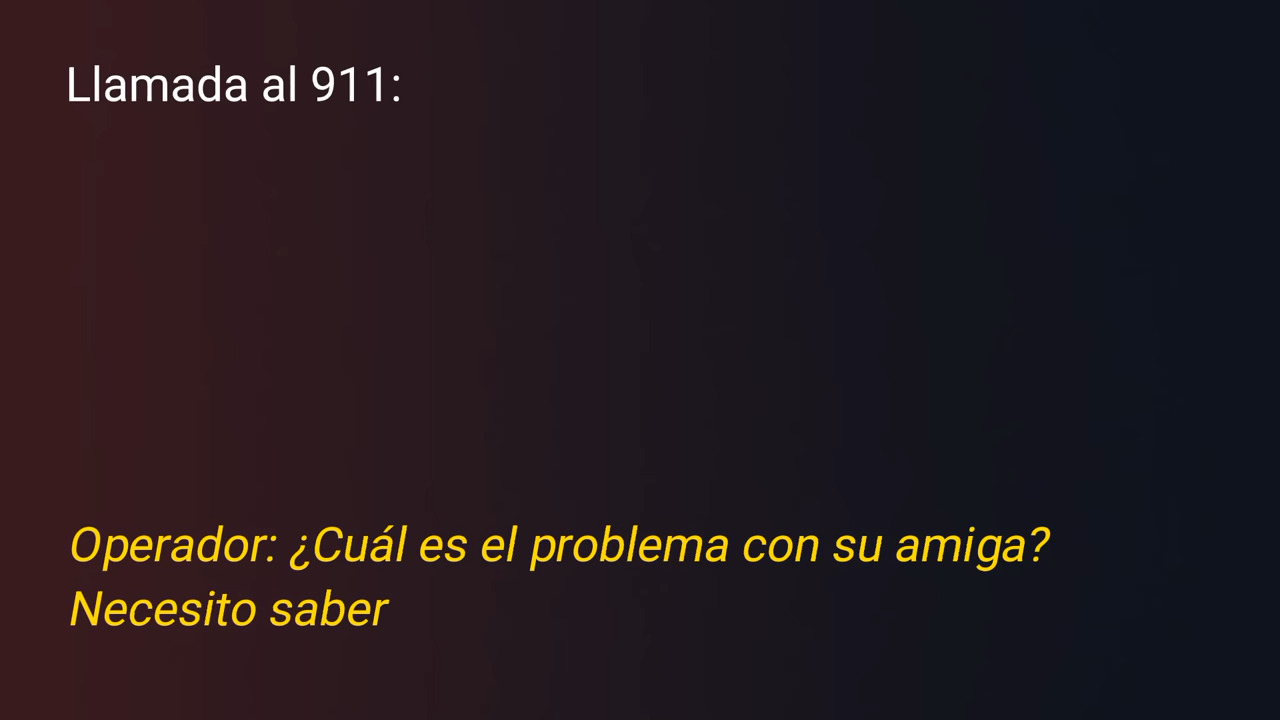 Llamada al 911:
Operador: ¿Cuál es el problema con su amiga?
Necesito saber